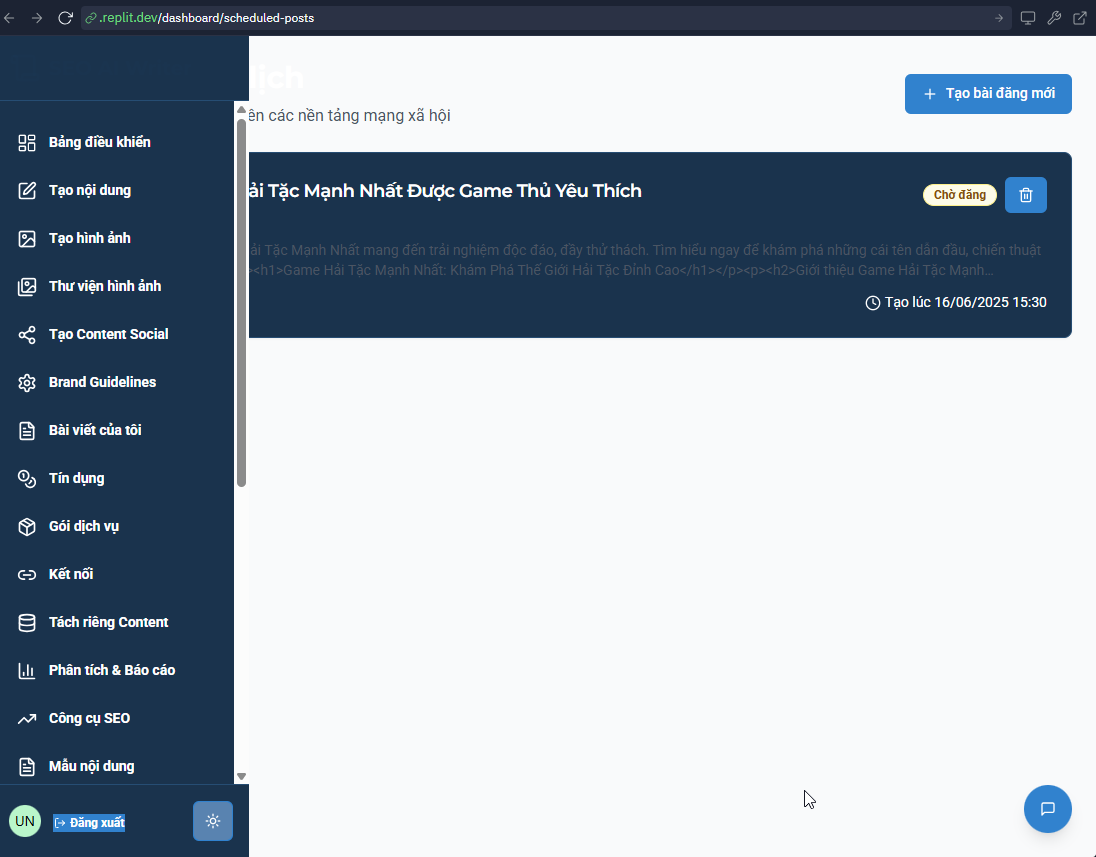 .replit.dev/dashboard/scheduled-posts
lịch
ên các nền tảng mạng xã hội
Tạo bài đăng mới
Bảng điều khiển
Tạo nội dung
Tạo hình ảnh
Thư viện hình ảnh
Tạo Content Social
Brand Guidelines
Bài viết của tôi
Tín dụng
Gói dịch vụ
Kết nối
Tách riêng Content
Phân tích & Báo cáo
Công cụ SEO
Mẫu nội dung
UN
Đăng xuất
ải Tặc Mạnh Nhất Được Game Thủ Yêu Thích
Chờ đăng
ải Tặc Mạnh Nhất mang đến trải nghiệm độc đáo, đầy thử thách. Tìm hiểu ngay để khám phá những cái tên dẫn đầu, chiến thuật
><h1>Game Hải Tặc Mạnh Nhất: Khám Phá Thế Giới Hải Tặc Đỉnh Cao</h1></p><p><h2>Giới thiệu Game Hải Tặc Mạnh...
Tạo lúc 16/06/2025 15:30